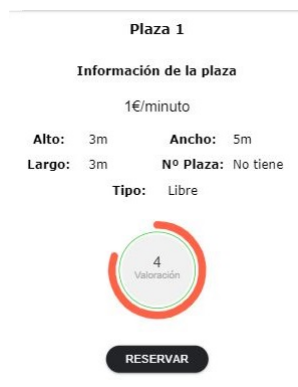 Plaza 1
Información de la plaza
1€/minuto
Alto: 3m Ancho: 5m
Largo: 3m Nº Plaza: No tiene
Tipo: Libre
4
Valoración
RESERVAR